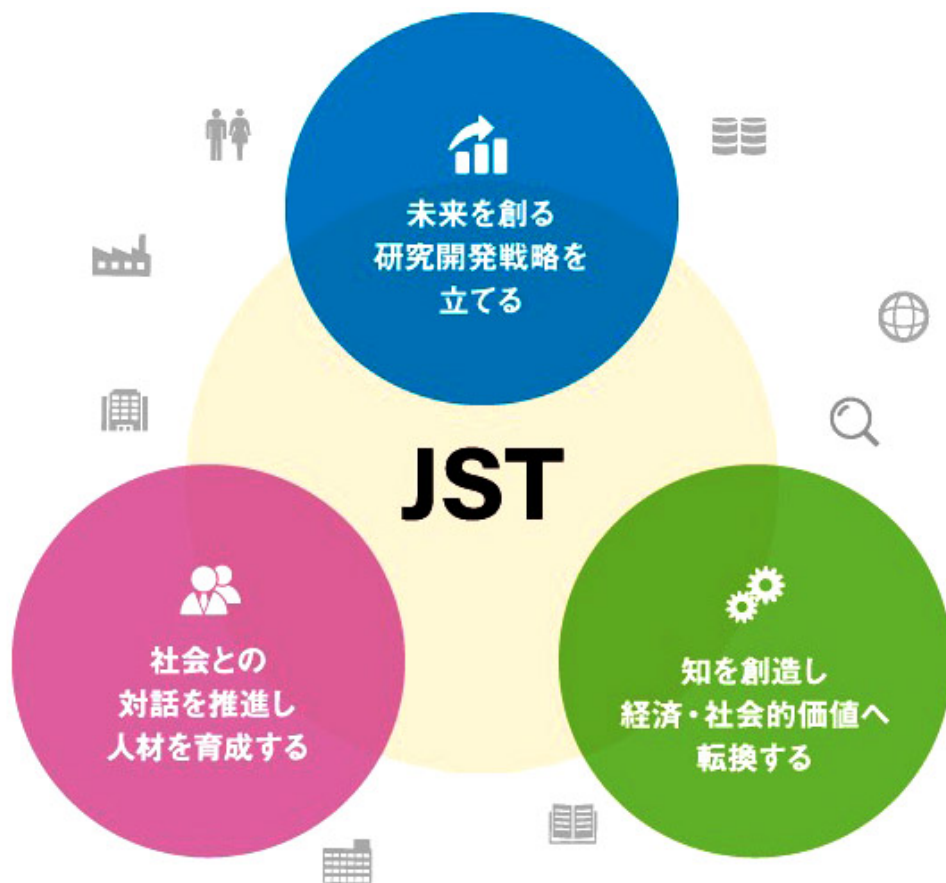 未来を創る
研究開発戦略を
立てる
JST
社会との
対話を推進し
人材を育成する
知を創造し
経済・社会的価値へ
転換する